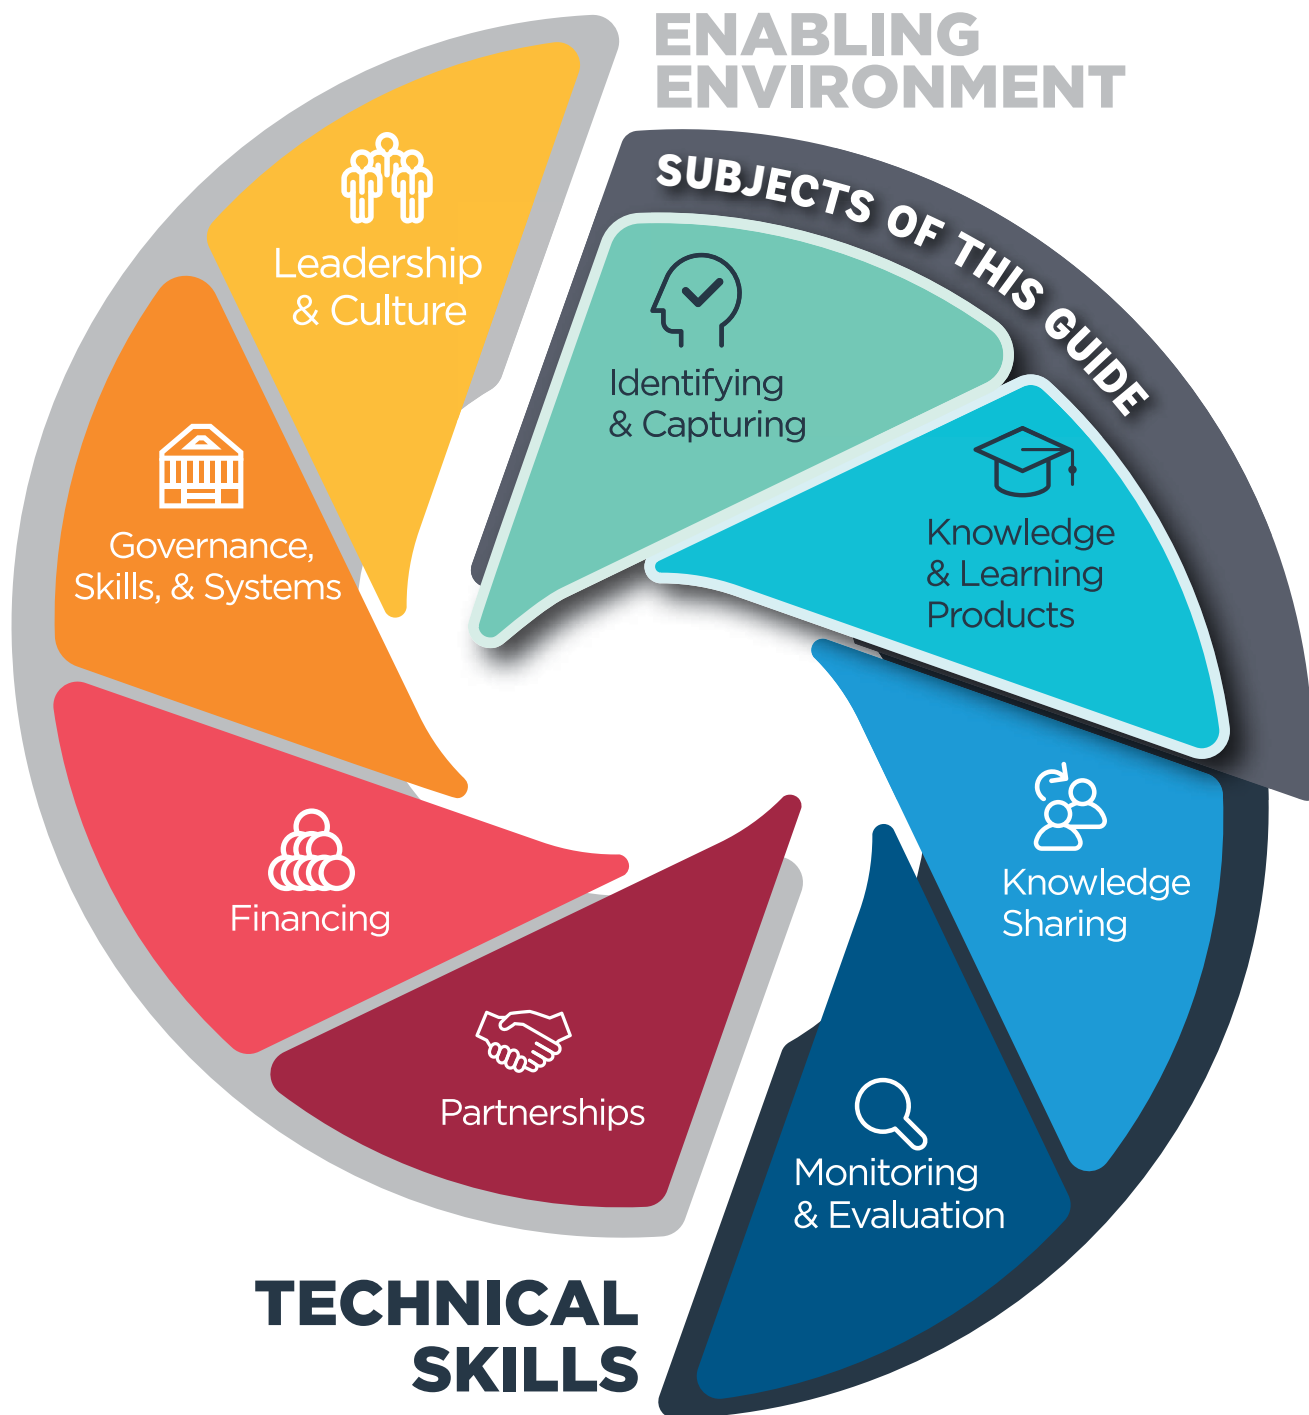 ENABLING
ENVIRONMENT
SUBJECTS OF THIS GUIDE
Leadership
& Culture
Identifying
& Capturing
Governance,
Skills, & Systems
Knowledge
& Learning
Products
Financing
Knowledge
Sharing
Partnerships
Monitoring
& Evaluation
TECHNICAL
SKILLS